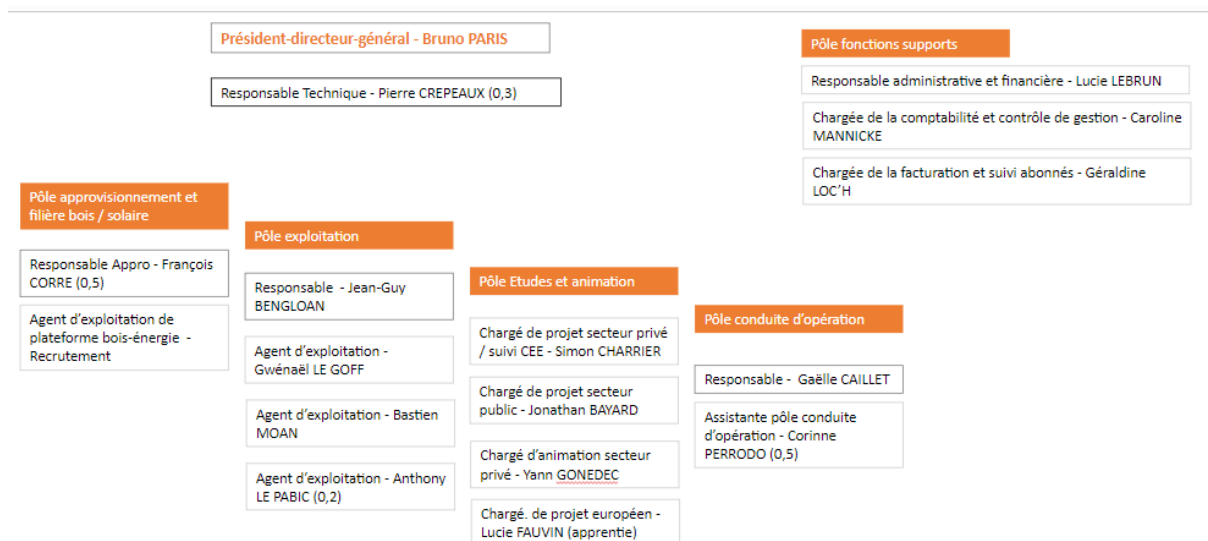 Président-directeur-général - Bruno PARIS
Responsable Technique - Pierre CREPEAUX (0,3)
Pôle fonctions supports
Responsable administrative et financière - Lucie LEBRUN
Chargée de la comptabilité et contrôle de gestion - Caroline
MANNICKE
Chargée de la facturation et suivi abonnés - Géraldine
LOC’H
Pôle approvisionnement et
filière bois / solaire
Responsable Appro - François
CORRE (0,5)
Agent d’exploitation de
plateforme bois-énergie -
Recrutement
Pôle exploitation
Responsable - Jean-Guy
BENGLOAN
Agent d’exploitation -
Gwénaël LE GOFF
Agent d’exploitation - Bastien
MOAN
Agent d’exploitation - Anthony
LE PABIC (0,2)
Pôle Etudes et animation
Chargé de projet secteur privé
/ suivi CEE - Simon CHARRIER
Chargé de projet secteur
public - Jonathan BAYARD
Chargé d’animation secteur
privé - Yann GONEDEC
Chargé. de projet européen -
Lucie FAUVIN (apprentie)
Pôle conduite d’opération
Responsable - Gaëlle CAILLET
Assistante pôle conduite
d’opération - Corinne
PERRODO (0,5)